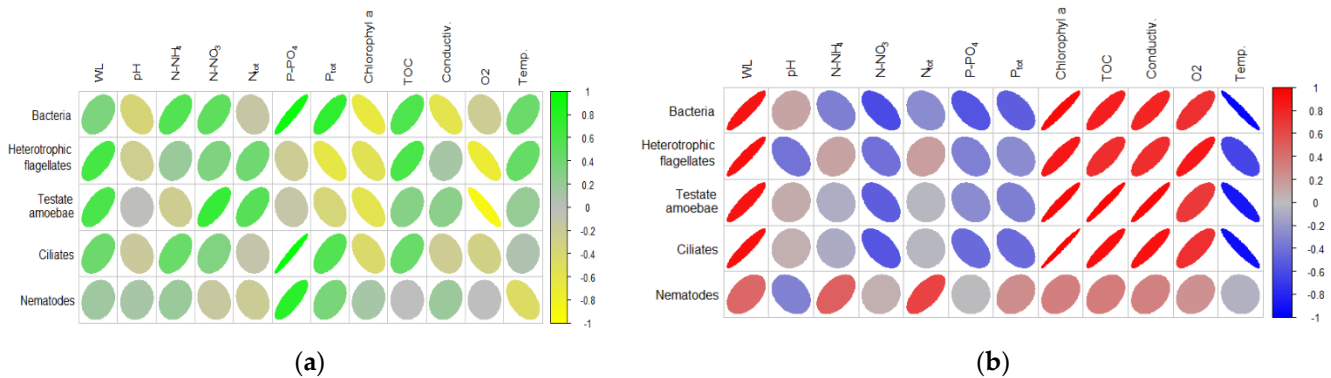 WL pH N-NH₄ N-NO₃ Nₜₒₜ P-PO₄ Pₜₒₜ Chlorophyl a TOC Conductiv. O2 Temp.
Bacteria
Heterotrophic
flagellates
Testate
amoebae
Ciliates
Nematodes
1
0.8
0.6
0.4
0.2
0
-0.2
-0.4
-0.6
-0.8
-1
(a)
WL pH N-NH₄ N-NO₃ Nₜₒₜ P-PO₄ Pₜₒₜ Chlorophyl a TOC Conductiv. O2 Temp.
Bacteria
Heterotrophic
flagellates
Testate
amoebae
Ciliates
Nematodes
1
0.8
0.6
0.4
0.2
0
-0.2
-0.4
-0.6
-0.8
-1
(b)